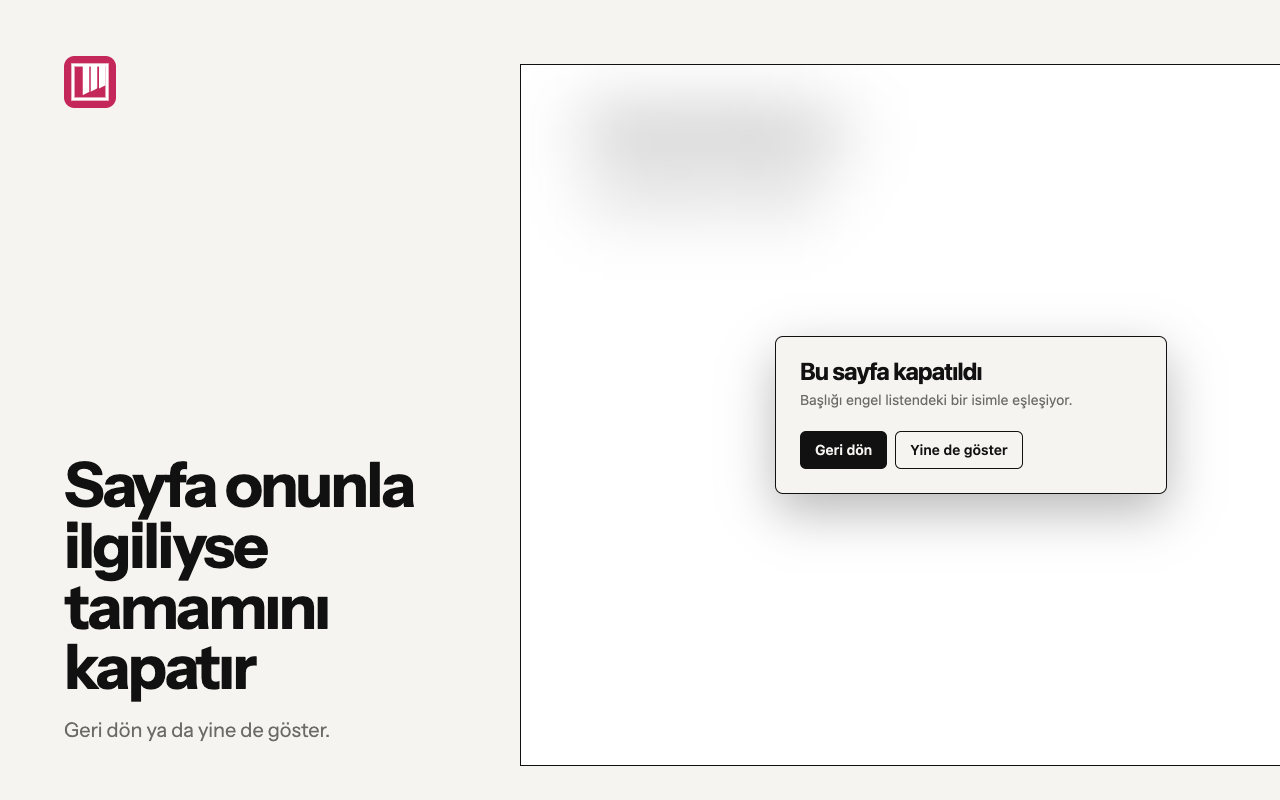 Sayfa onunla
ilgiliyse
tamamını
kapatır
Geri dön ya da yine de göster.
Bu sayfa kapatıldı
Başlığı engel listendeki bir isimle eşleşiyor.
Geri dön
Yine de göster